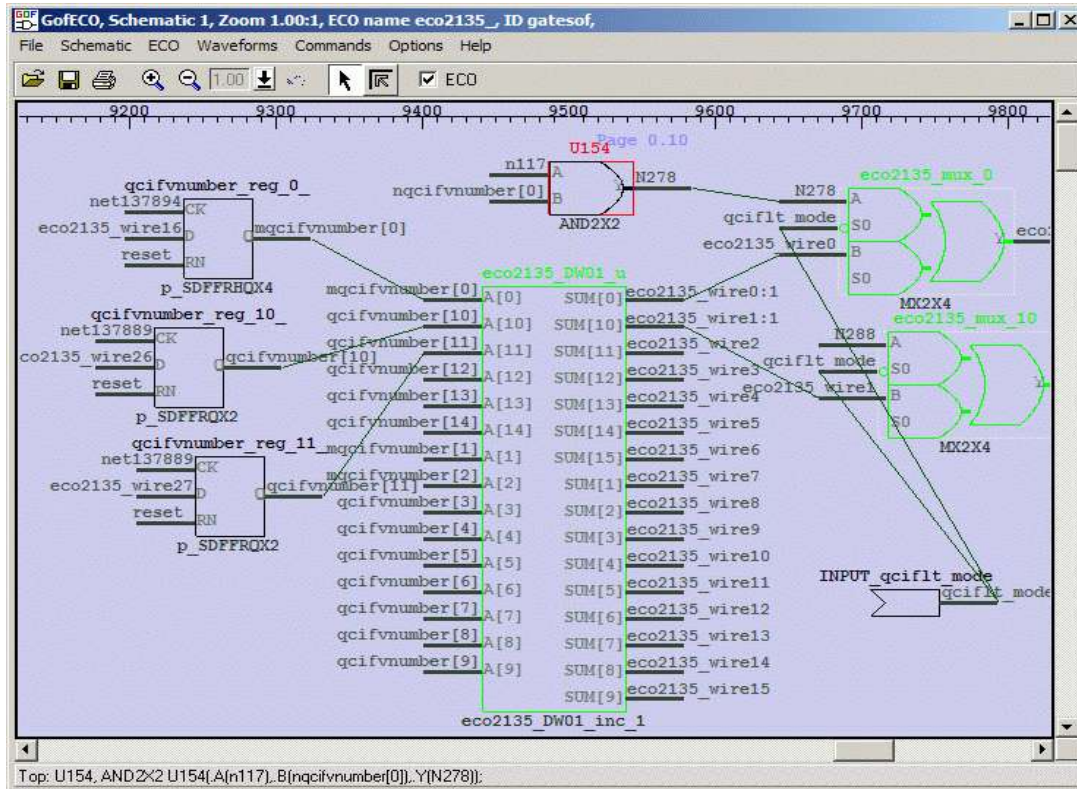 GofECO, Schematic 1, Zoom 1.00:1, ECO name eco2135_, ID gatesof,
File Schematic ECO Waveforms Commands Options Help
1.00 ECO
9200 9300 9400 9500 9600 9700 9800
Page 0.10
U154
n117 A
nqcifvnumber[0] B
Y N278
AND2X2
qcifvnumber_reg_0_
net137894 CK
eco2135_wire16 D
reset RN
Q mqcifvnumber[0]
p_SDFFRHQX4
qcifvnumber_reg_10_
net137889 CK
co2135_wire26 D
reset RN
Q qcifvnumber[10]
p_SDFFRQX2
qcifvnumber_reg_11_
net137889 CK
eco2135_wire27 D
reset RN
Q qcifvnumber[11]
p_SDFFRQX2
eco2135_DW01_u
mqcifvnumber[0] A[0] SUM[0] eco2135_wire0:1
qcifvnumber[10] A[10] SUM[10] eco2135_wire1:1
qcifvnumber[11] A[11] SUM[11] eco2135_wire2
qcifvnumber[12] A[12] SUM[12] eco2135_wire3
qcifvnumber[13] A[13] SUM[13] eco2135_wire4
qcifvnumber[14] A[14] SUM[14] eco2135_wire5
mqcifvnumber[1] A[1] SUM[15] eco2135_wire6
mqcifvnumber[2] A[2] SUM[1] eco2135_wire7
qcifvnumber[3] A[3] SUM[2] eco2135_wire8
qcifvnumber[4] A[4] SUM[3] eco2135_wire9
qcifvnumber[5] A[5] SUM[4] eco2135_wire10
qcifvnumber[6] A[6] SUM[5] eco2135_wire11
qcifvnumber[7] A[7] SUM[6] eco2135_wire12
qcifvnumber[8] A[8] SUM[7] eco2135_wire13
qcifvnumber[9] A[9] SUM[8] eco2135_wire14
SUM[9] eco2135_wire15
eco2135_DW01_inc_1
eco2135_mux_0
N278 A
qciflt_mode S0
eco2135_wire0 B
S0
Y eco2
MX2X4
eco2135_mux_10
N288 A
qciflt_mode S0
eco2135_wire1 B
S0
Y
MX2X4
INPUT_qciflt_mode
qciflt_mode
Top: U154, AND2X2 U154(.A(n117),.B(nqcifvnumber[0]),.Y(N278));